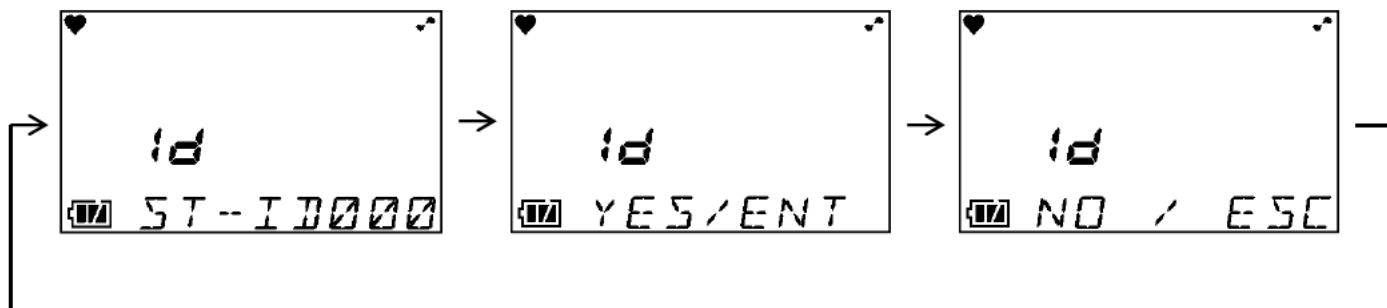 Id
ST--ID000
Id
YES/ENT
Id
NO / ESC